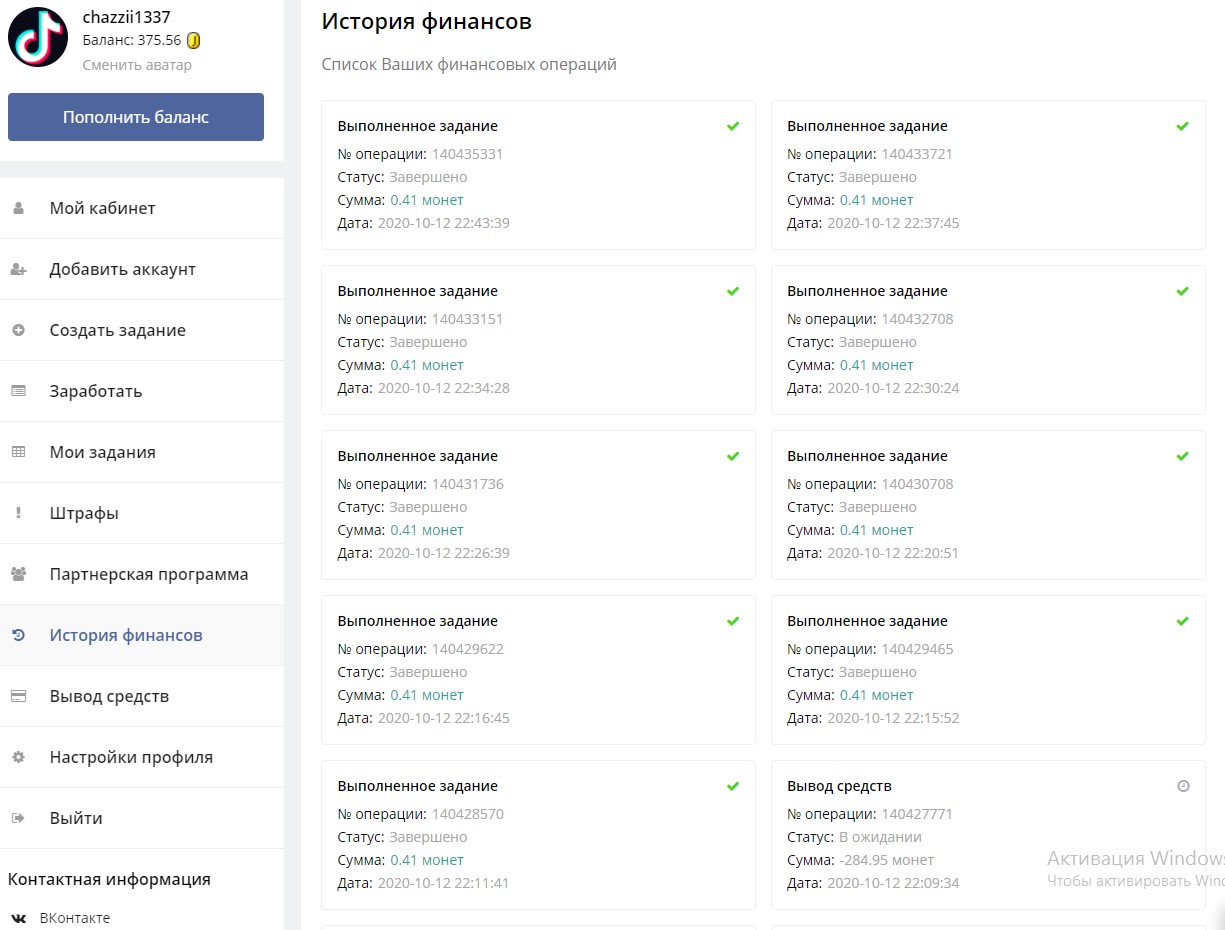 chazzii1337
Баланс: 375.56
Сменить аватар
Пополнить баланс
Мой кабинет
Добавить аккаунт
Создать задание
Заработать
Мои задания
Штрафы
Партнерская программа
История финансов
Вывод средств
Настройки профиля
Выйти
Контактная информация
ВКонтакте
История финансов
Список Ваших финансовых операций
Выполненное задание
№ операции: 140435331
Статус: Завершено
Сумма: 0.41 монет
Дата: 2020-10-12 22:43:39
Выполненное задание
№ операции: 140433721
Статус: Завершено
Сумма: 0.41 монет
Дата: 2020-10-12 22:37:45
Выполненное задание
№ операции: 140433151
Статус: Завершено
Сумма: 0.41 монет
Дата: 2020-10-12 22:34:28
Выполненное задание
№ операции: 140432708
Статус: Завершено
Сумма: 0.41 монет
Дата: 2020-10-12 22:30:24
Выполненное задание
№ операции: 140431736
Статус: Завершено
Сумма: 0.41 монет
Дата: 2020-10-12 22:26:39
Выполненное задание
№ операции: 140430708
Статус: Завершено
Сумма: 0.41 монет
Дата: 2020-10-12 22:20:51
Выполненное задание
№ операции: 140429622
Статус: Завершено
Сумма: 0.41 монет
Дата: 2020-10-12 22:16:45
Выполненное задание
№ операции: 140429465
Статус: Завершено
Сумма: 0.41 монет
Дата: 2020-10-12 22:15:52
Выполненное задание
№ операции: 140428570
Статус: Завершено
Сумма: 0.41 монет
Дата: 2020-10-12 22:11:41
Вывод средств
№ операции: 140427771
Статус: В ожидании
Сумма: -284.95 монет
Дата: 2020-10-12 22:09:34
Активация Windows
Чтобы активировать Wind